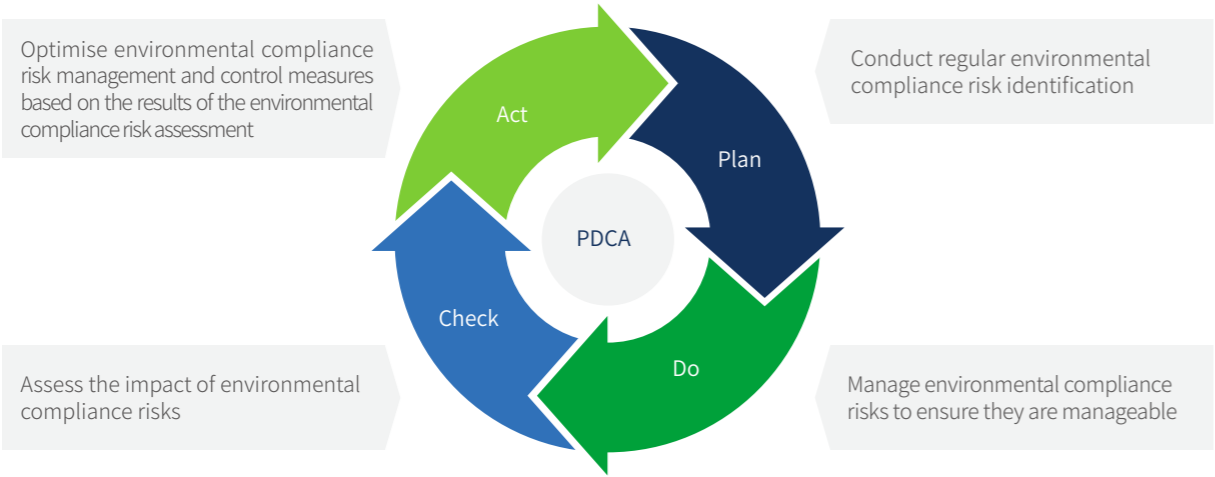 Optimise environmental compliance
risk management and control measures
based on the results of the environmental
compliance risk assessment
Conduct regular environmental
compliance risk identification
Act
Plan
PDCA
Check
Do
Assess the impact of environmental
compliance risks
Manage environmental compliance
risks to ensure they are manageable